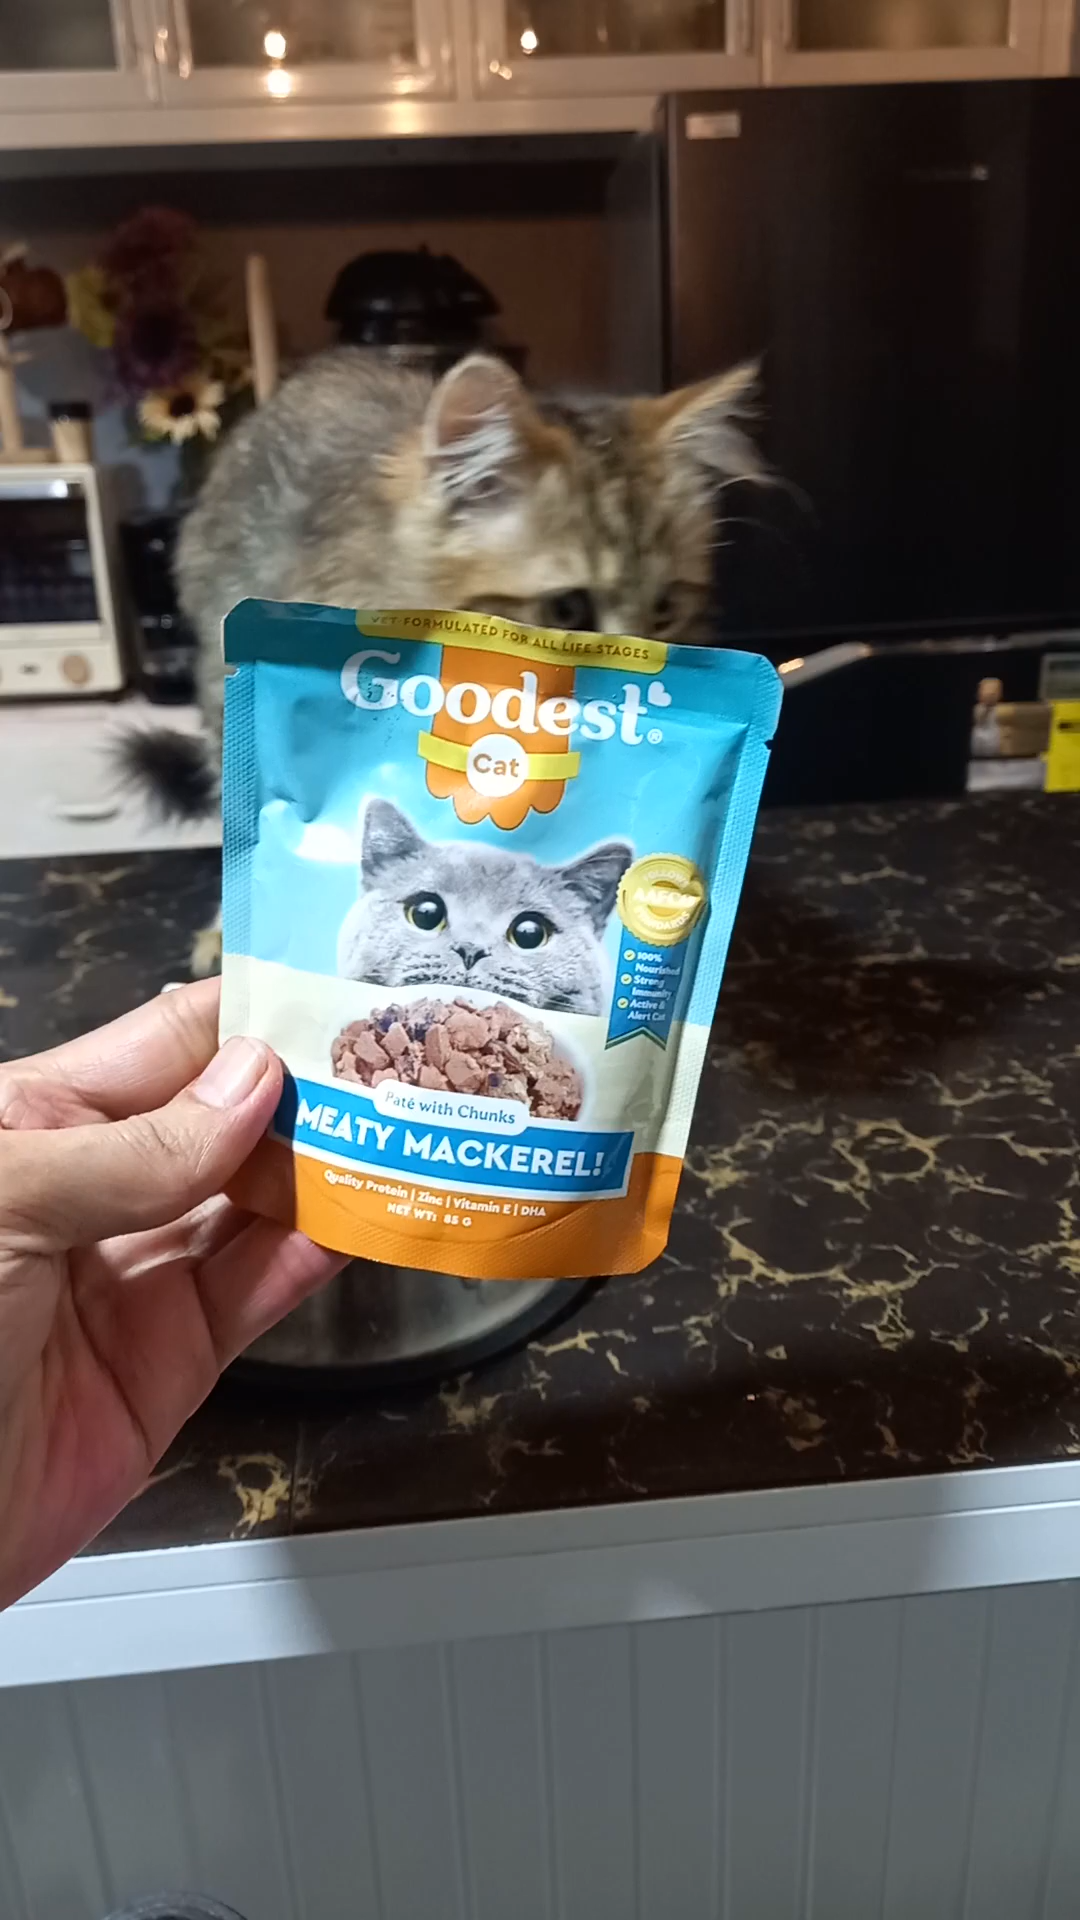 VET FORMULATED FOR ALL LIFE STAGES
Goodest®
Cat
FOLLOWS
AAFCO
STANDARDS
100%
Nourished
Strong
Immunity
Active &
Alert Cat
Paté with Chunks
MEATY MACKEREL!
Quality Protein | Zinc | Vitamin E | DHA
NET WT: 85 G